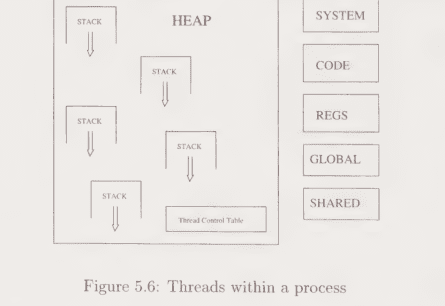 STACK
HEAP
SYSTEM
STACK
CODE
STACK
REGS
STACK
GLOBAL
STACK
SHARED
Thread Control Table
Figure 5.6: Threads within a process